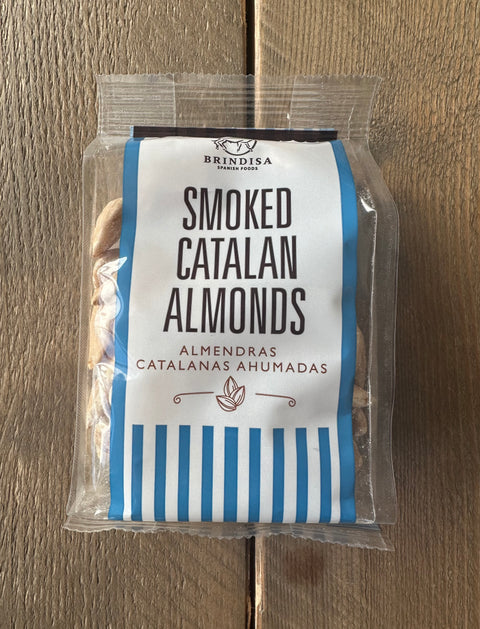 BRINDISA
SPANISH FOODS
SMOKED
CATALAN
ALMONDS
ALMENDRAS
CATALANAS AHUMADAS